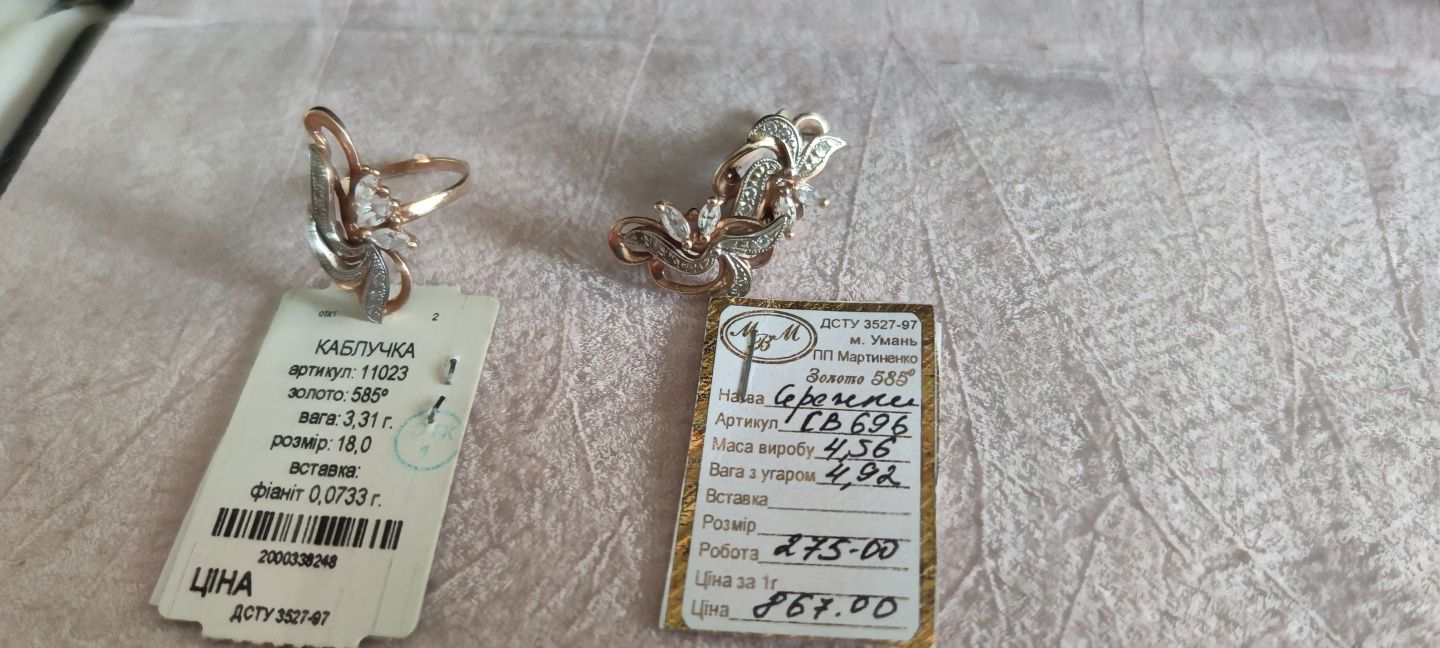 отк1 2
КАБЛУЧКА
артикул: 11023
золото: 585°
вага: 3,31 г.
розмір: 18,0
вставка:
фіаніт 0,0733 г.
2000338248
ЦІНА
ДСТУ 3527-97
ОТК
1
МВМ
ДСТУ 3527-97
м. Умань
ПП Мартиненко
Золото 585°
Назва Сережки
Артикул СВ696
Маса виробу 4,56
Вага з угаром 4,92
Вставка
Розмір
Робота 275-00
Ціна за 1г
Ціна 867.00